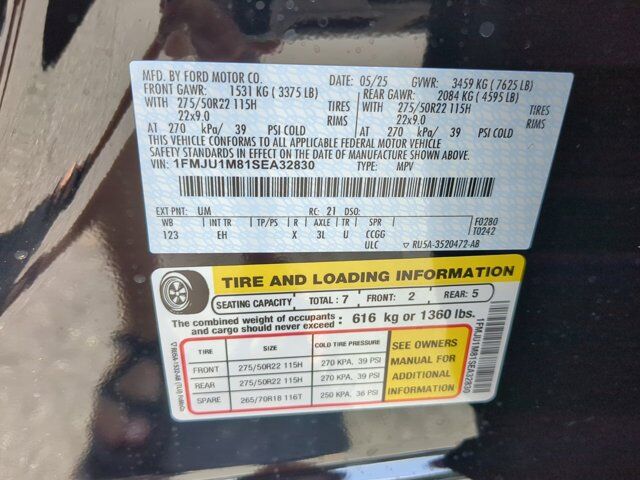 MFD. BY FORD MOTOR CO. DATE: 05/25 GVWR: 3459 KG (7625 LB)
FRONT GAWR: 1531 KG (3375 LB) REAR GAWR: 2084 KG (4595 LB)
WITH 275/50R22 115H TIRES WITH 275/50R22 115H TIRES
22x9.0 RIMS 22x9.0 RIMS
AT 270 kPa/ 39 PSI COLD AT 270 kPa/ 39 PSI COLD
THIS VEHICLE CONFORMS TO ALL APPLICABLE FEDERAL MOTOR VEHICLE
SAFETY STANDARDS IN EFFECT ON THE DATE OF MANUFACTURE SHOWN ABOVE.
VIN: 1FMJU1M81SEA32830 TYPE: MPV
EXT PNT: UM RC: 21 DSO:
WB INT TR TP/PS R AXLE TR SPR F0280
123 EH X 3L U CCGG T0242
ULC ▽ RU5A-3520472-AB
TIRE AND LOADING INFORMATION
SEATING CAPACITY TOTAL: 7 FRONT: 2 REAR: 5
The combined weight of occupants and cargo should never exceed: 616 kg or 1360 lbs.
TIRE SIZE COLD TIRE PRESSURE
FRONT 275/50R22 115H 270 KPA, 39 PSI
REAR 275/50R22 115H 270 KPA, 39 PSI
SPARE 265/70R18 116T 250 KPA, 36 PSI
SEE OWNERS
MANUAL FOR
ADDITIONAL
INFORMATION
1FMJU1M81SEA32830